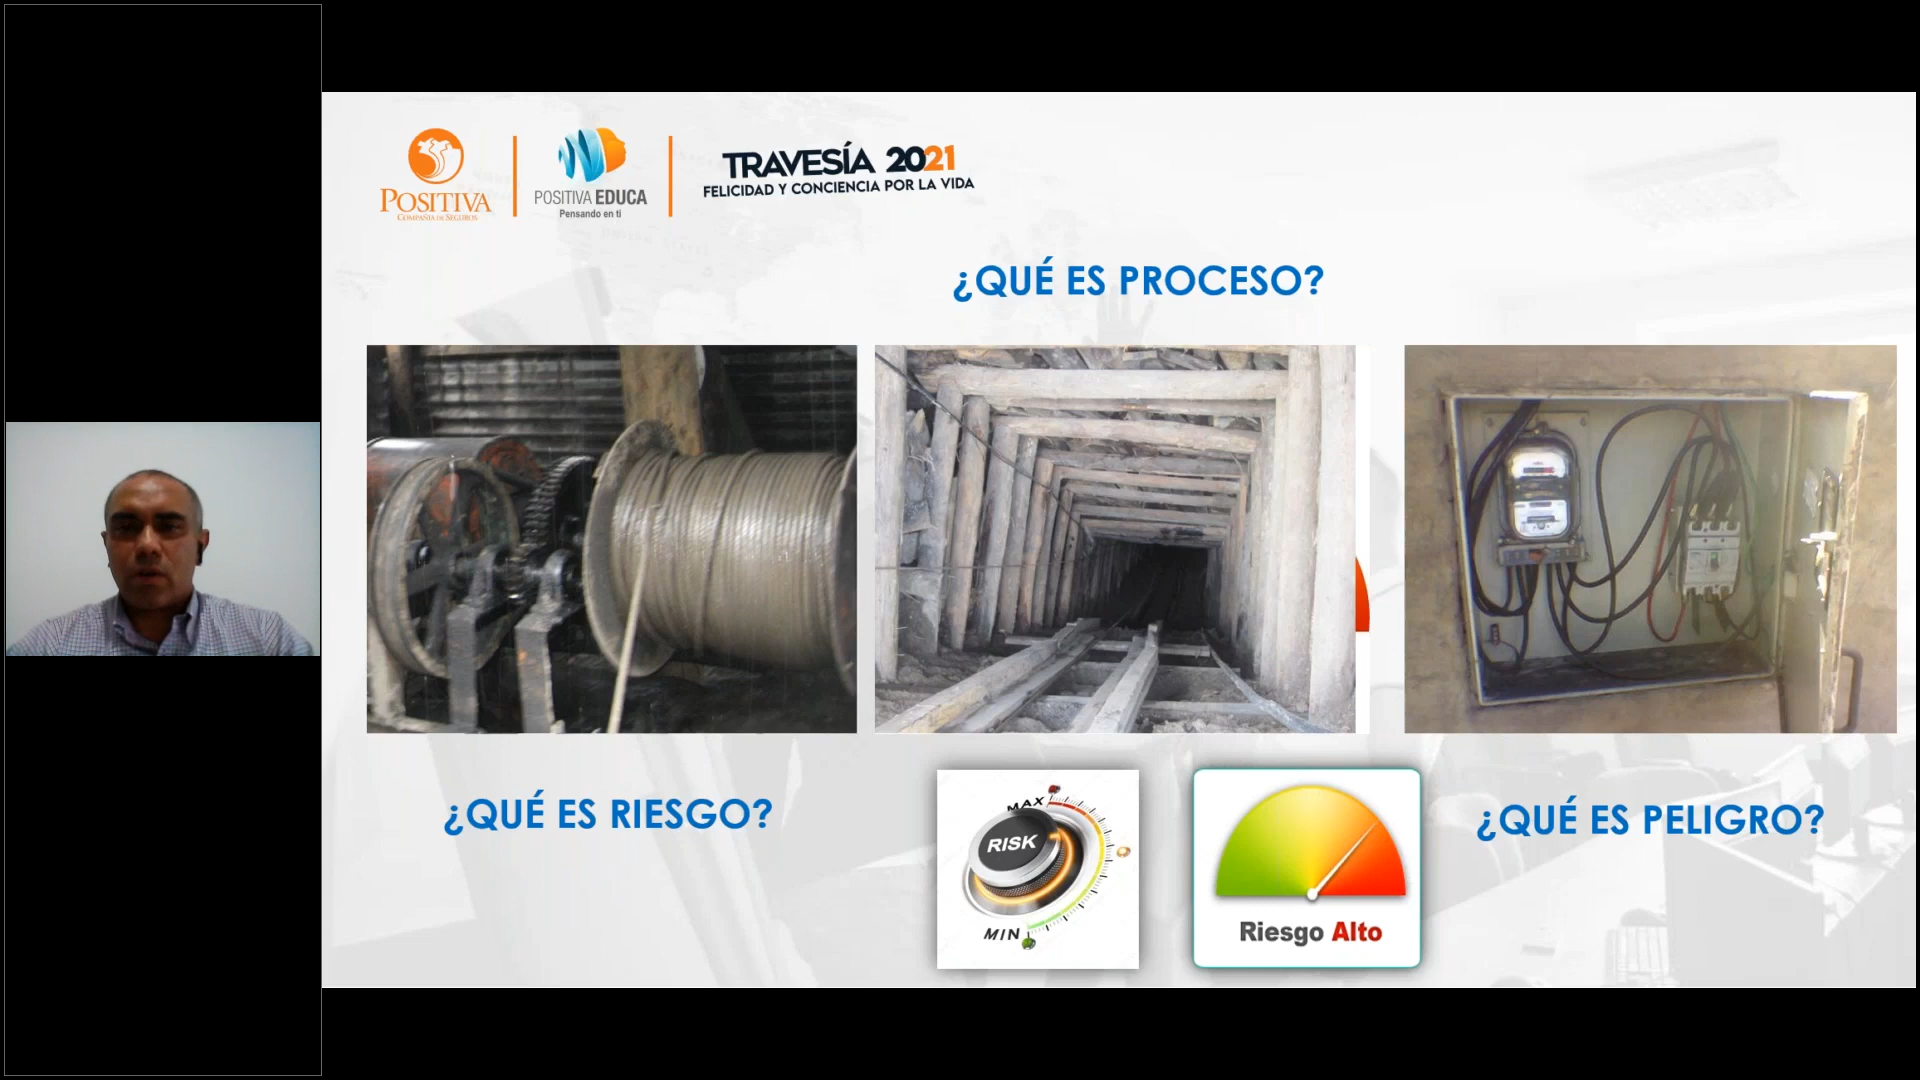 POSITIVA
COMPAÑÍA DE SEGUROS
POSITIVA EDUCA
Pensando en ti
TRAVESÍA 2021
FELICIDAD Y CONCIENCIA POR LA VIDA
¿QUÉ ES PROCESO?
¿QUÉ ES RIESGO?
MAX
RISK
MIN
Riesgo Alto
¿QUÉ ES PELIGRO?